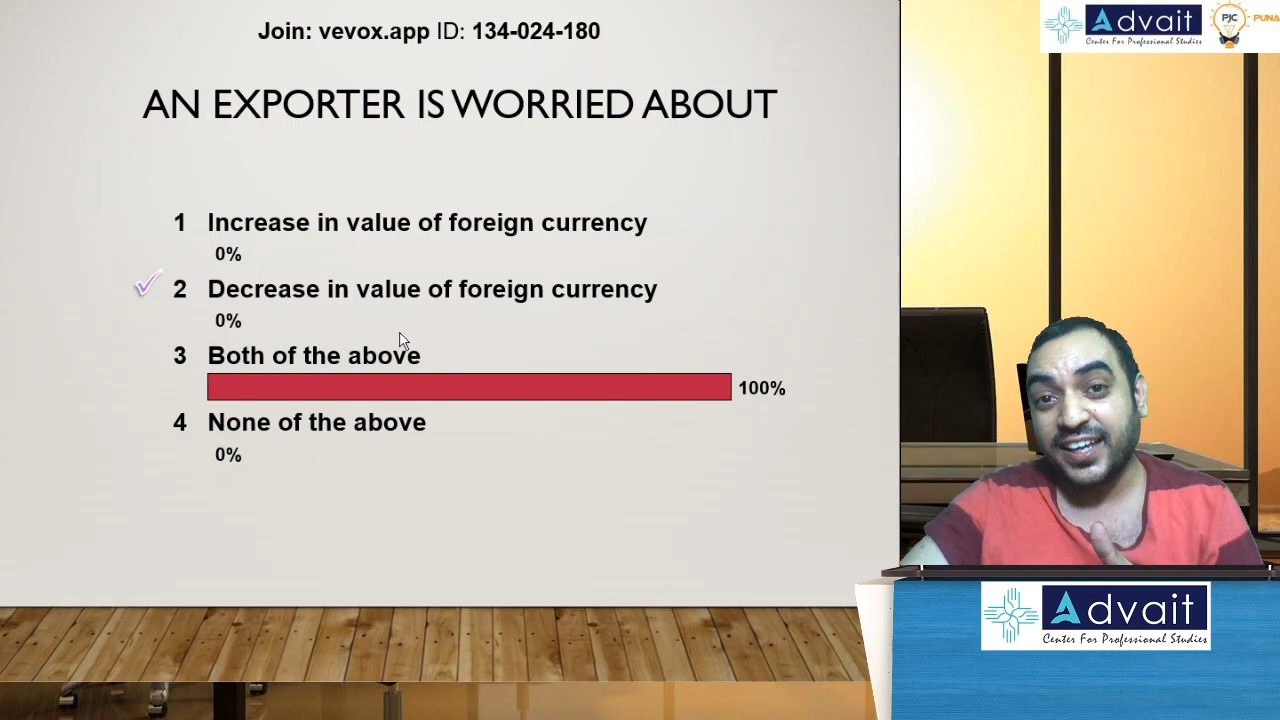 Join: vevox.app ID: 134-024-180
AN EXPORTER IS WORRIED ABOUT
1 Increase in value of foreign currency
0%
2 Decrease in value of foreign currency
0%
3 Both of the above
100%
4 None of the above
0%
Advait
Center For Professional Studies
PJC PUNA
Advait
Center For Professional Studies